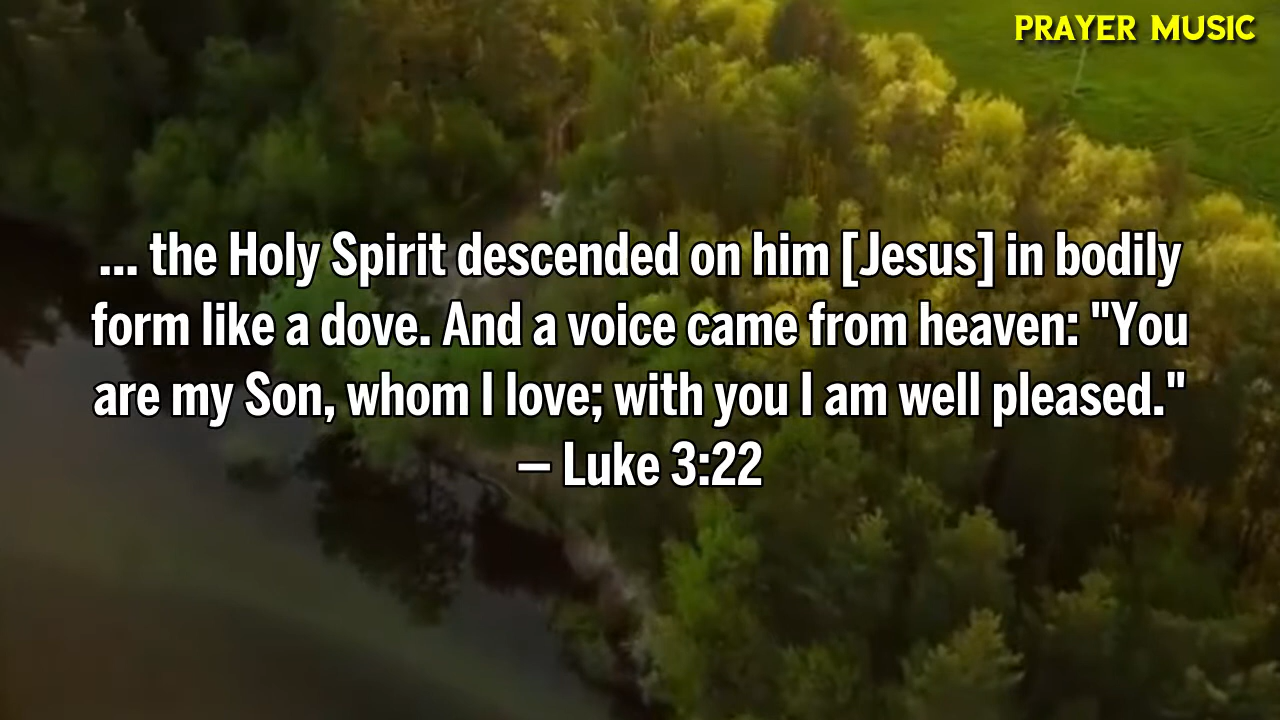 PRAYER MUSIC
... the Holy Spirit descended on him [Jesus] in bodily
form like a dove. And a voice came from heaven: "You
are my Son, whom I love; with you I am well pleased."
– Luke 3:22